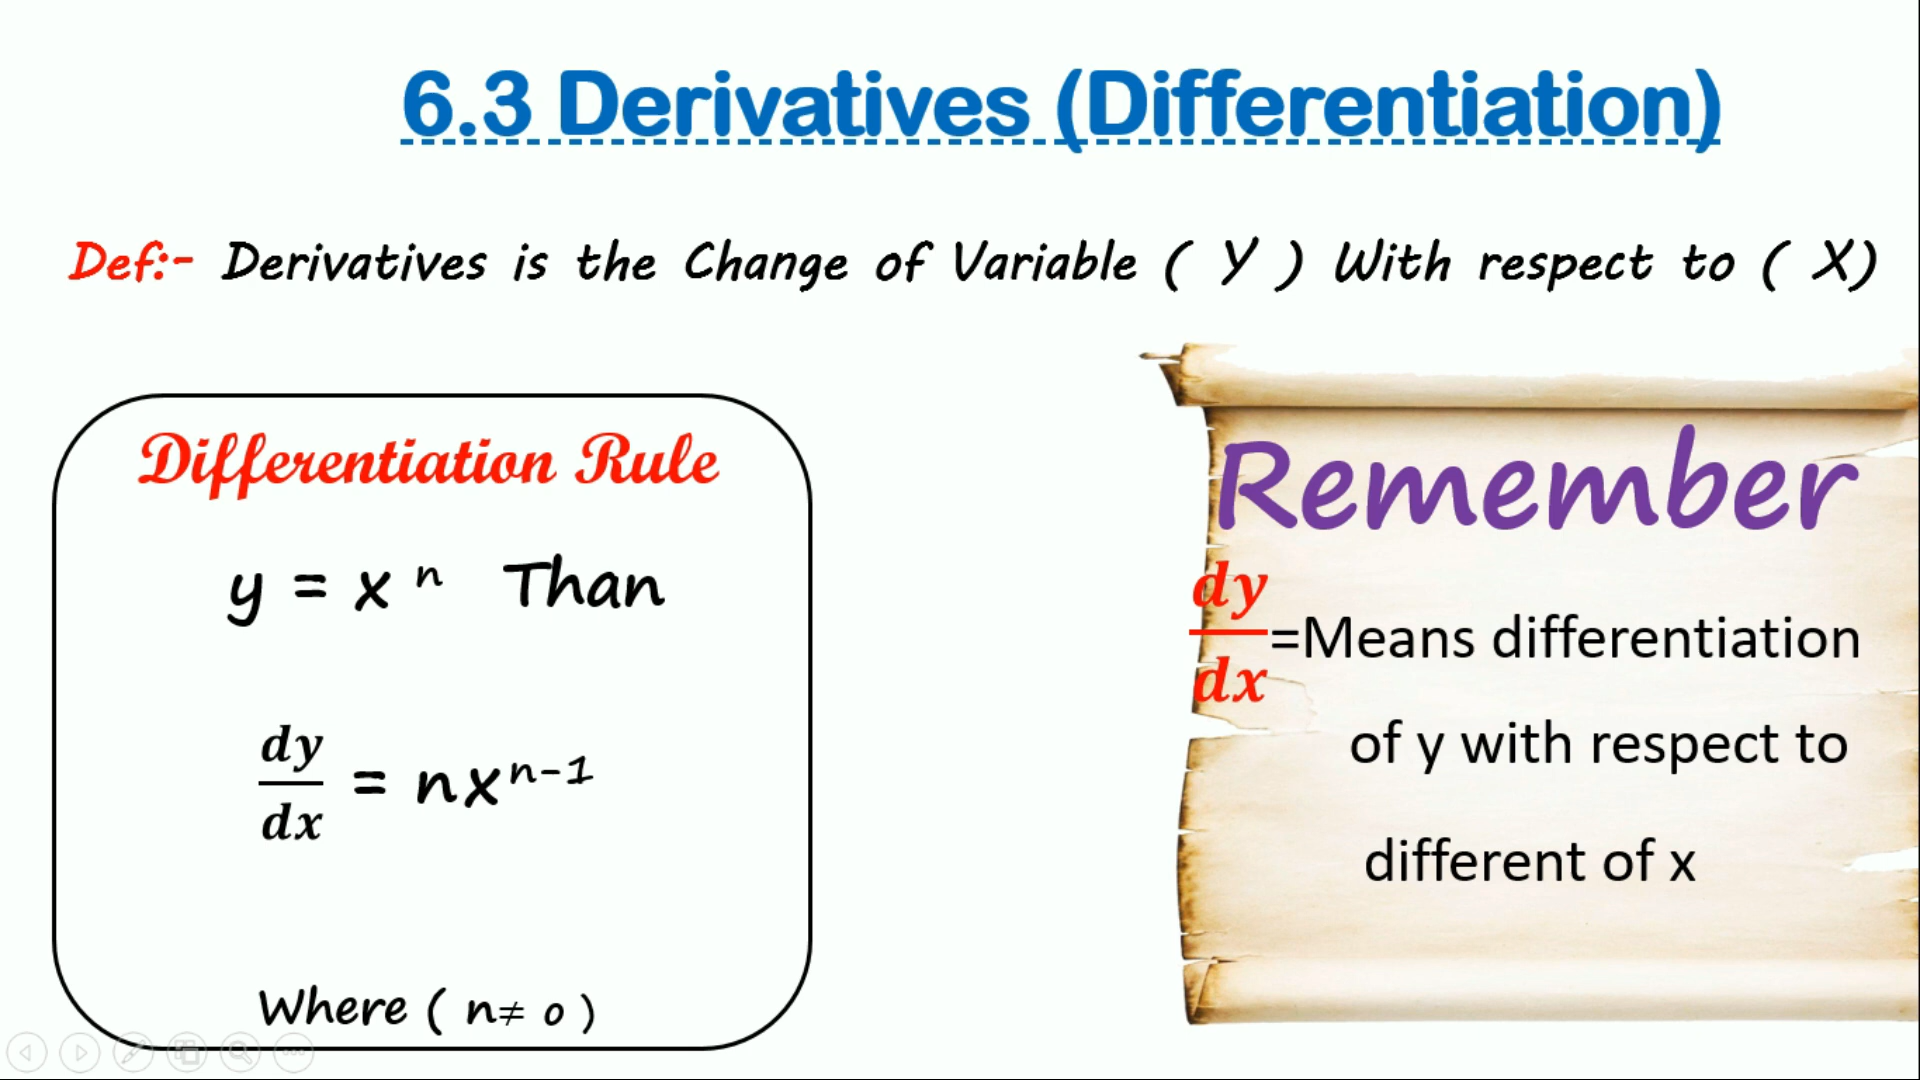 6.3 Derivatives (Differentiation)
Def:- Derivatives is the Change of Variable ( Y ) With respect to ( X)
Differentiation Rule
y = x ⁿ Than
dy/dx = nxⁿ⁻¹
Where ( n≠ 0 )
Remember
dy/dx =Means differentiation
of y with respect to
different of x